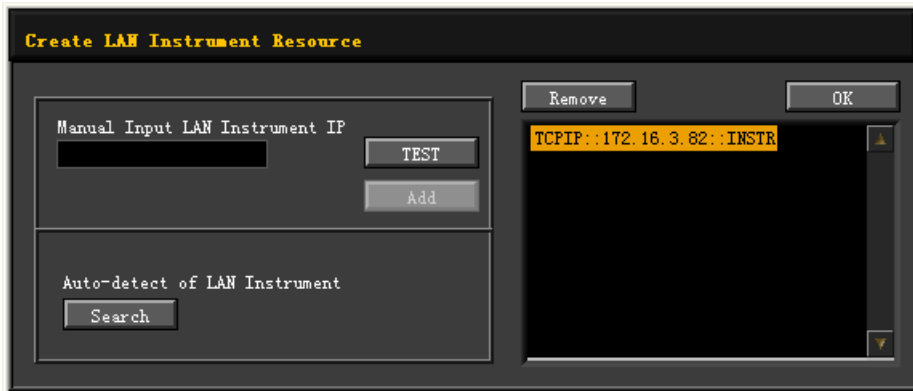 Create LAN Instrument Resource
Manual Input LAN Instrument IP
TEST
Add
Auto-detect of LAN Instrument
Search
Remove
OK
TCPIP::172.16.3.82::INSTR